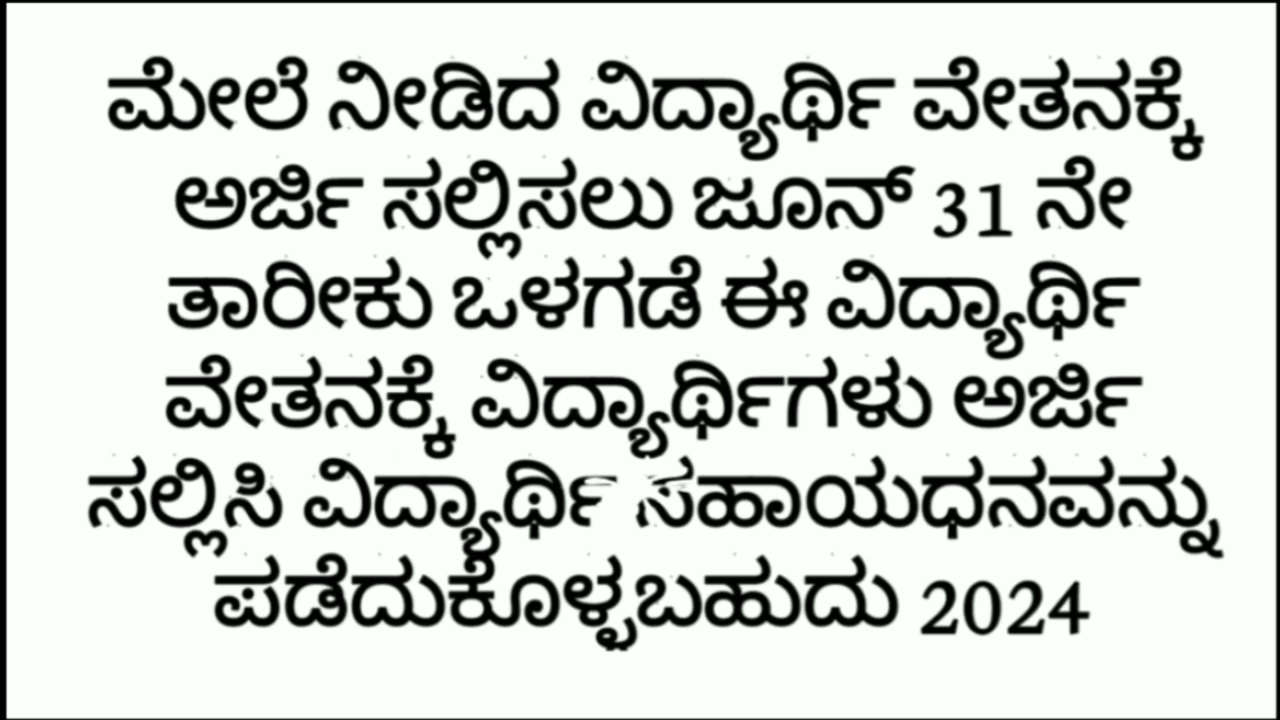 ಮೇಲೆ ನೀಡಿದ ವಿದ್ಯಾರ್ಥಿ ವೇತನಕ್ಕೆ
ಅರ್ಜಿ ಸಲ್ಲಿಸಲು ಜೂನ್ 31 ನೇ
ತಾರೀಕು ಒಳಗಡೆ ಈ ವಿದ್ಯಾರ್ಥಿ
ವೇತನಕ್ಕೆ ವಿದ್ಯಾರ್ಥಿಗಳು ಅರ್ಜಿ
ಸಲ್ಲಿಸಿ ವಿದ್ಯಾರ್ಥಿ ಸಹಾಯಧನವನ್ನು
ಪಡೆದುಕೊಳ್ಳಬಹುದು 2024